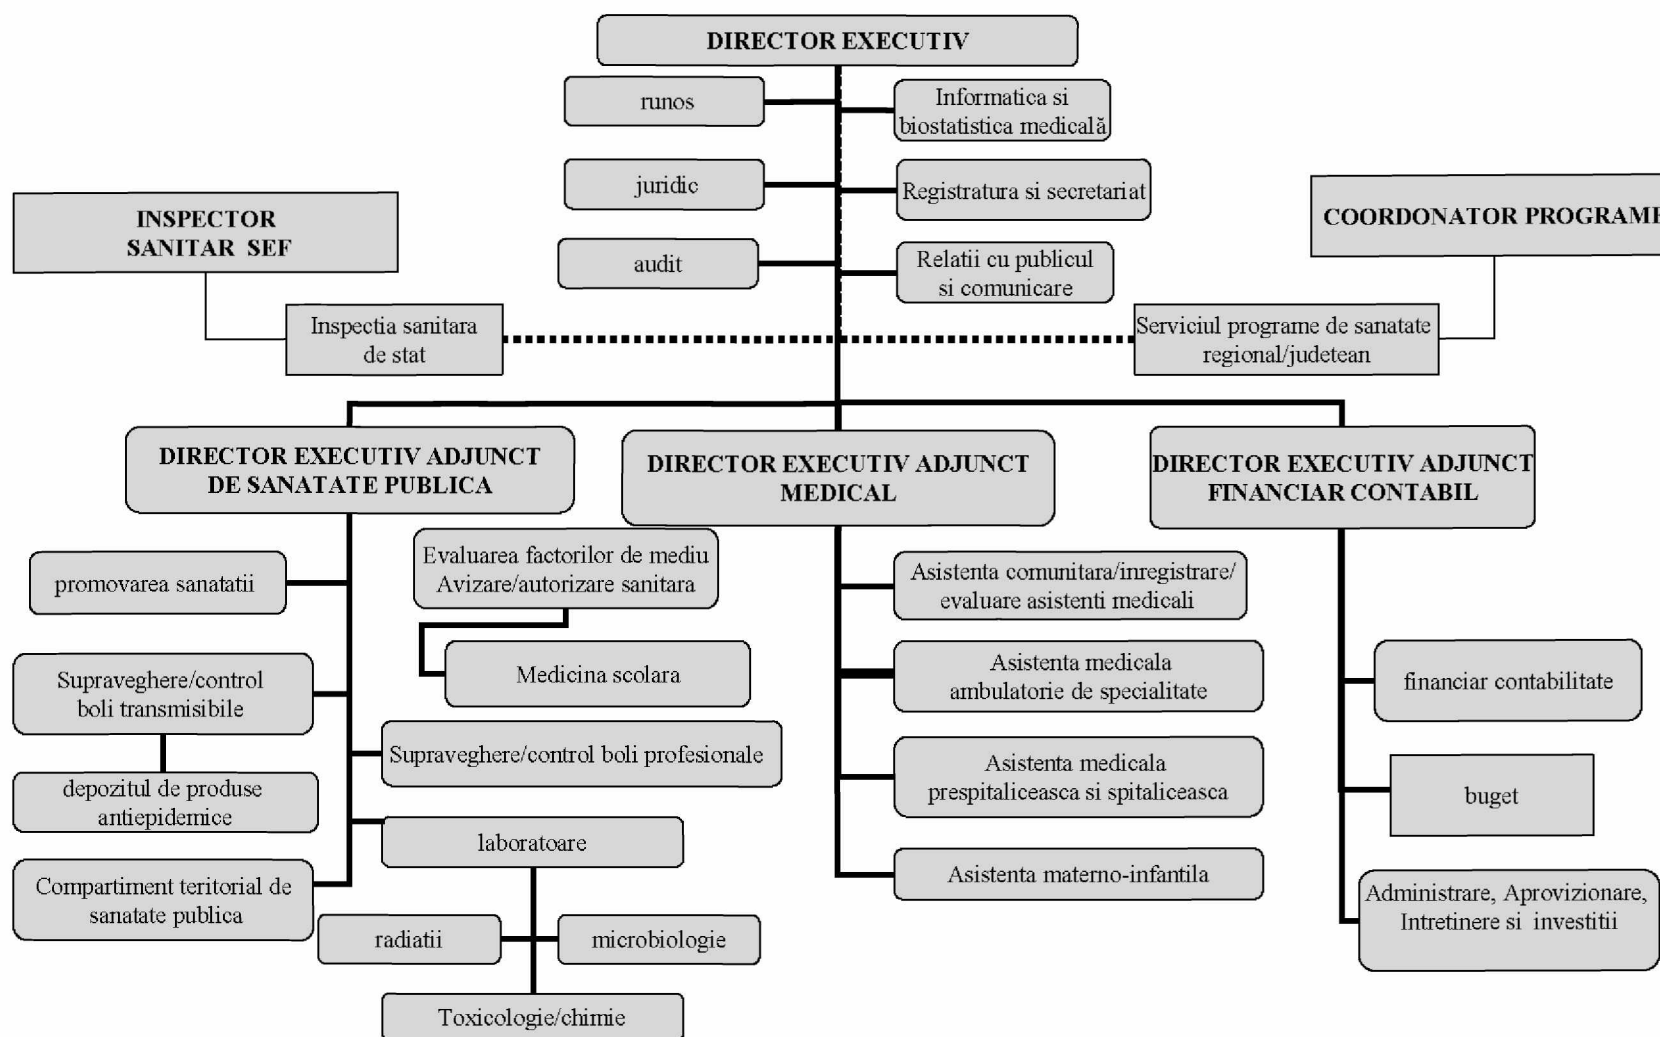 DIRECTOR EXECUTIV
runos
Informatica si
biostatistica medicală
juridic
Registratura si secretariat
audit
Relatii cu publicul
si comunicare
INSPECTOR
SANITAR SEF
COORDONATOR PROGRAME
Inspectia sanitara
de stat
Serviciul programe de sanatate
regional/judetean
DIRECTOR EXECUTIV ADJUNCT
DE SANATATE PUBLICA
DIRECTOR EXECUTIV ADJUNCT
MEDICAL
DIRECTOR EXECUTIV ADJUNCT
FINANCIAR CONTABIL
promovarea sanatatii
Evaluarea factorilor de mediu
Avizare/autorizare sanitara
Medicina scolara
Supraveghere/control
boli transmisibile
Supraveghere/control boli profesionale
depozitul de produse
antiepidemice
laboratoare
Compartiment teritorial de
sanatate publica
radiatii
microbiologie
Toxicologie/chimie
Asistenta comunitara/inregistrare/
evaluare asistenti medicali
Asistenta medicala
ambulatorie de specialitate
Asistenta medicala
prespitaliceasca si spitaliceasca
Asistenta materno-infantila
financiar contabilitate
buget
Administrare, Aprovizionare,
Intretinere si investitii